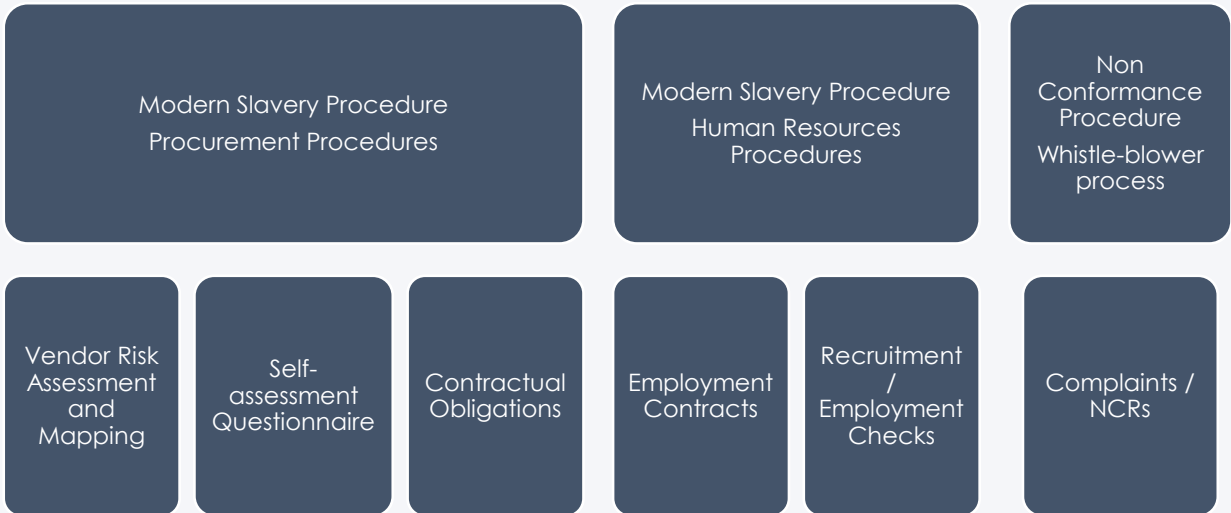 Modern Slavery Procedure
Procurement Procedures
Modern Slavery Procedure
Human Resources
Procedures
Non
Conformance
Procedure
Whistle-blower
process
Vendor Risk
Assessment
and
Mapping
Self-
assessment
Questionnaire
Contractual
Obligations
Employment
Contracts
Recruitment
/
Employment
Checks
Complaints /
NCRs